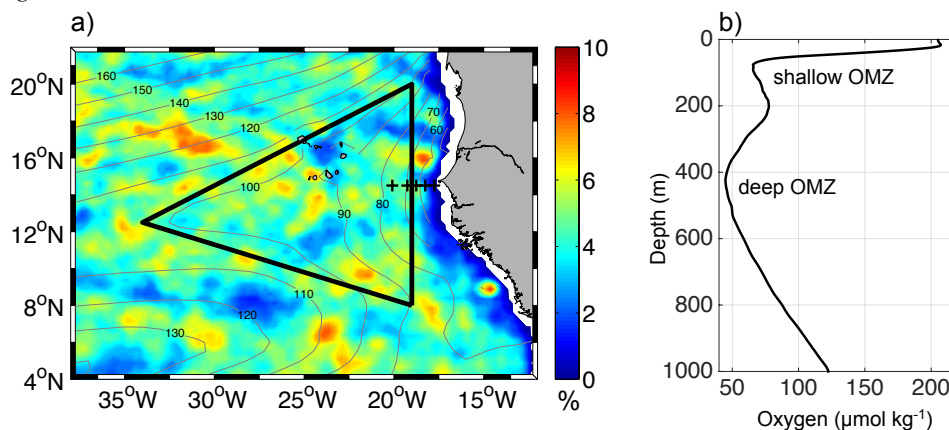 a)
b)
20°N
16°N
12°N
8°N
4°N
35°W
30°W
25°W
20°W
15°W
160
150
140
130
120
100
90
80
70
60
110
120
130
10
8
6
4
2
0
%
0
200
400
600
800
1000
Depth (m)
shallow OMZ
deep OMZ
50
100
150
200
Oxygen (µmol kg⁻¹)